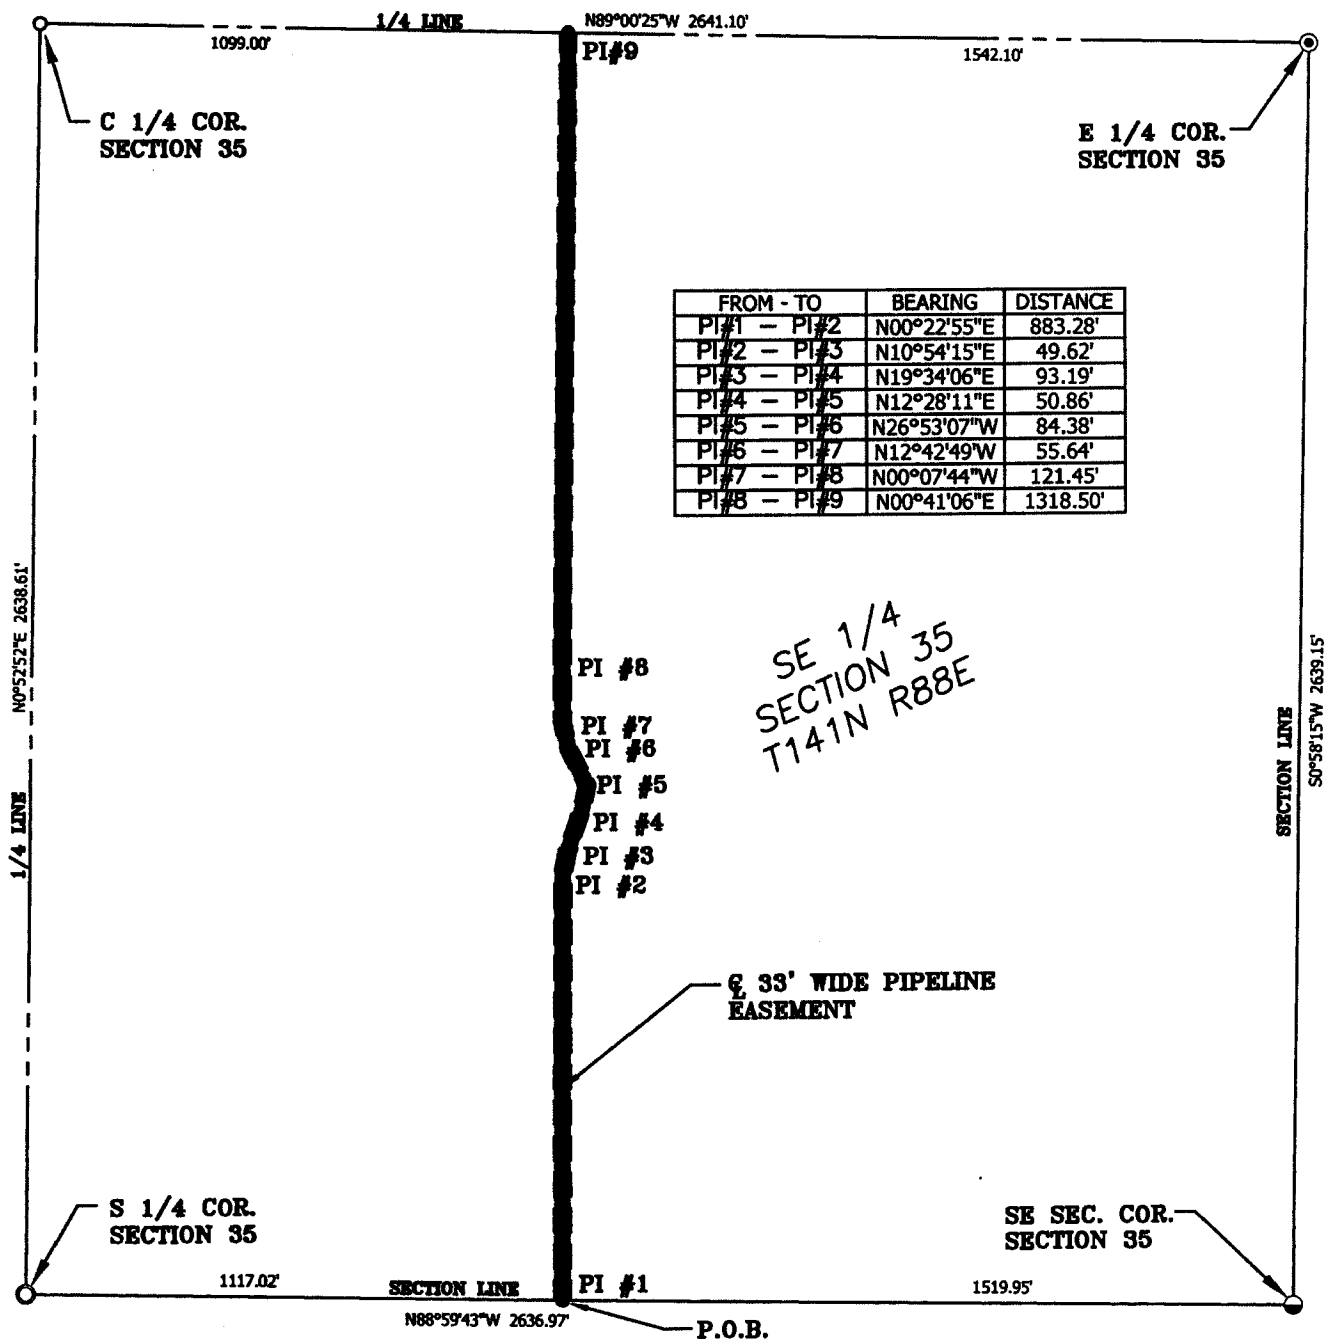 1/4 LINE
N89°00'25"W 2641.10'
1099.00'
PI#9
1542.10'
C 1/4 COR.
SECTION 35
E 1/4 COR.
SECTION 35
FROM - TO BEARING DISTANCE
PI#1 — PI#2 N00°22'55"E 883.28'
PI#2 — PI#3 N10°54'15"E 49.62'
PI#3 — PI#4 N19°34'06"E 93.19'
PI#4 — PI#5 N12°28'11"E 50.86'
PI#5 — PI#6 N26°53'07"W 84.38'
PI#6 — PI#7 N12°42'49"W 55.64'
PI#7 — PI#8 N00°07'44"W 121.45'
PI#8 — PI#9 N00°41'06"E 1318.50'
N0°52'52"E 2638.61'
1/4 LINE
SE 1/4
SECTION 35
T141N R88E
S0°58'15"W 2639.15'
SECTION LINE
PI #8
PI #7
PI #6
PI #5
PI #4
PI #3
PI #2
℄ 33' WIDE PIPELINE
EASEMENT
S 1/4 COR.
SECTION 35
SE SEC. COR.
SECTION 35
1117.02'
SECTION LINE
PI #1
1519.95'
N88°59'43"W 2636.97'
P.O.B.